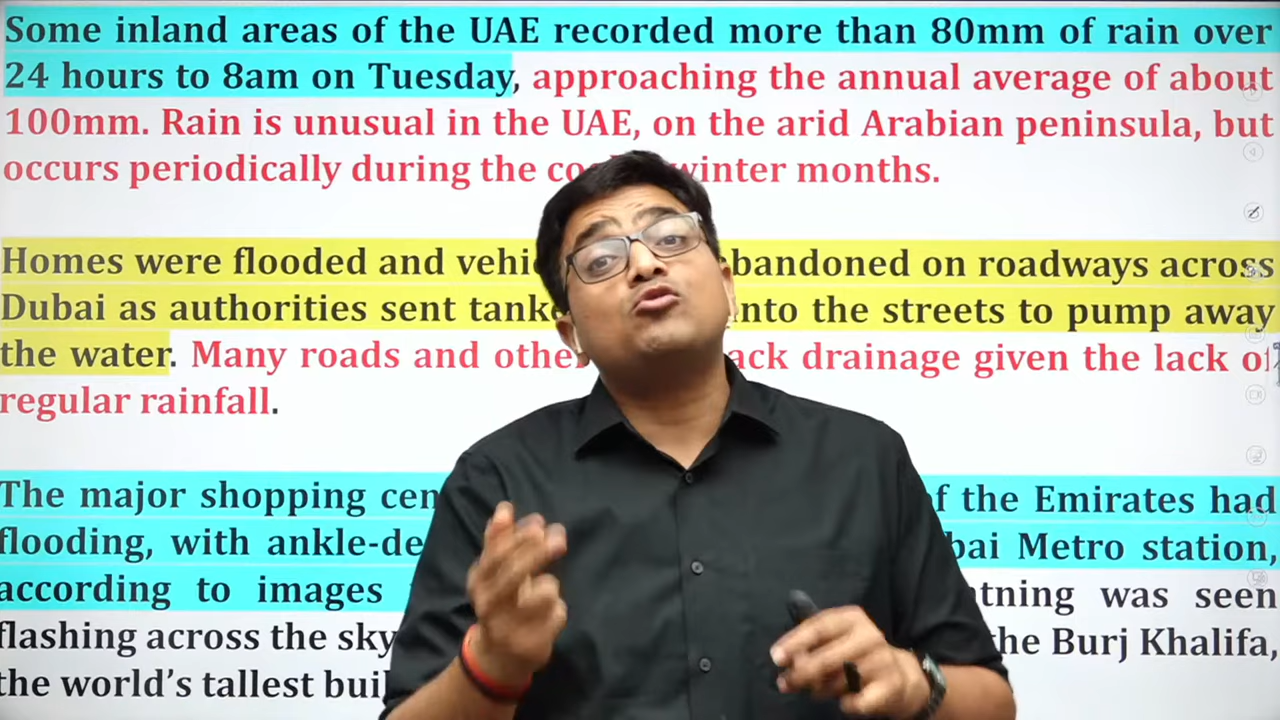 Some inland areas of the UAE recorded more than 80mm of rain over
24 hours to 8am on Tuesday, approaching the annual average of about
100mm. Rain is unusual in the UAE, on the arid Arabian peninsula, but
occurs periodically during the winter months.
Homes were flooded and abandoned on roadways across
Dubai as authorities sent into the streets to pump away
the water. Many roads and drainage given the lack of
regular rainfall.
The major shopping of the Emirates had
flooding, with Metro station,
according to images was seen
flashing across the sky the Burj Khalifa,
the world's tallest